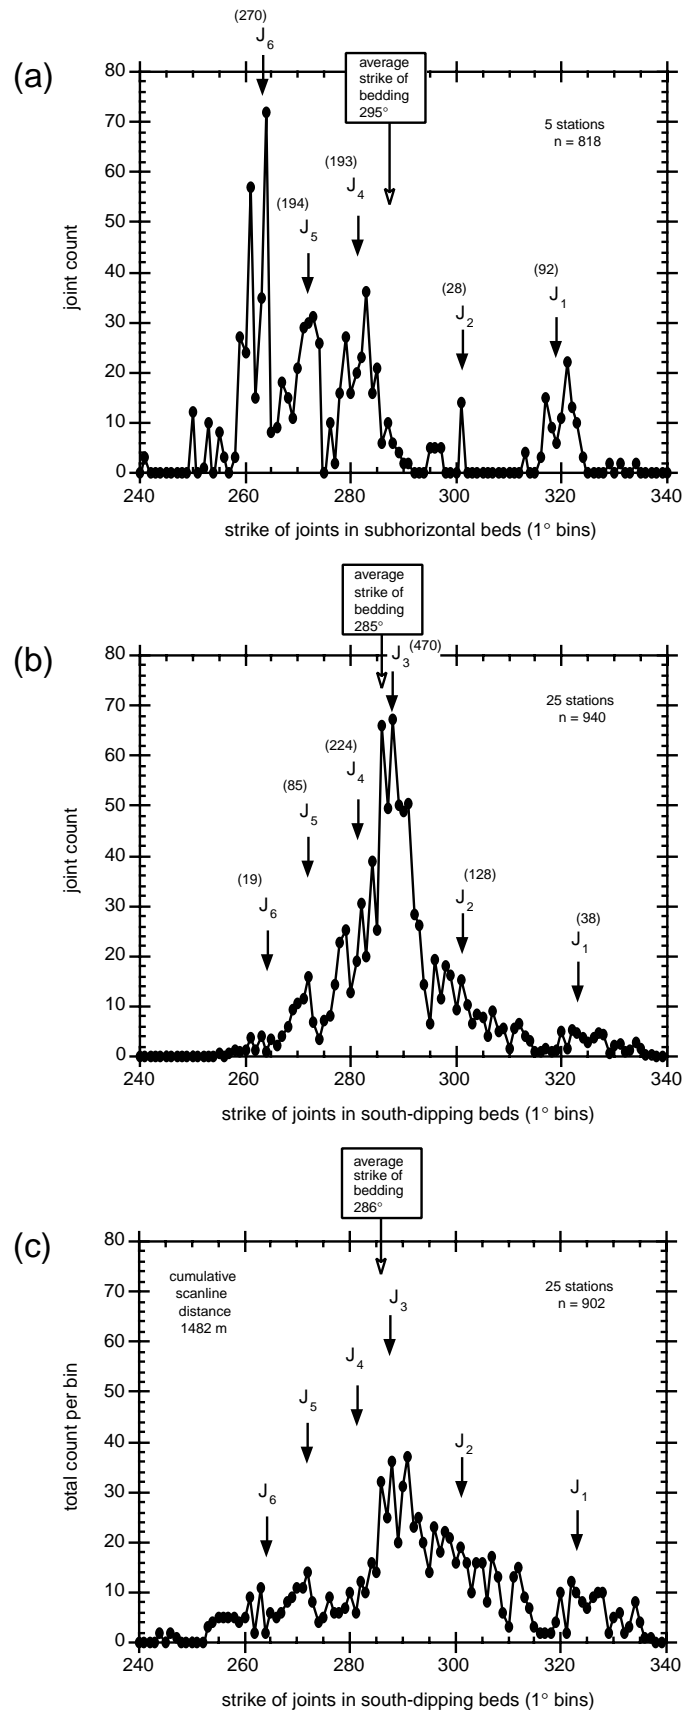 (a)
(270)
J6
average
strike of
bedding
295°
5 stations
n = 818
(193)
J4
(194)
J5
(28)
J2
(92)
J1
joint count
80
70
60
50
40
30
20
10
0
240 260 280 300 320 340
strike of joints in subhorizontal beds (1° bins)
(b)
average
strike of
bedding
285°
J3 (470)
25 stations
n = 940
(224)
J4
(85)
J5
(19)
J6
(128)
J2
(38)
J1
joint count
80
70
60
50
40
30
20
10
0
240 260 280 300 320 340
strike of joints in south-dipping beds (1° bins)
(c)
average
strike of
bedding
286°
cumulative
scanline
distance
1482 m
25 stations
n = 902
J3
J4
J5
J2
J6
J1
total count per bin
80
70
60
50
40
30
20
10
0
240 260 280 300 320 340
strike of joints in south-dipping beds (1° bins)